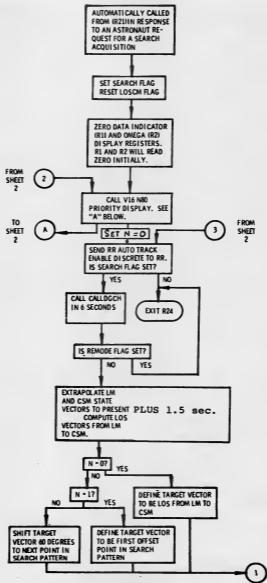 AUTOMATICALLY CALLED
FROM (R21) IN RESPONSE
TO AN ASTRONAUT RE-
QUEST FOR A SEARCH
ACQUISITION
SET SEARCH FLAG
RESET LOSCM FLAG
ZERO DATA INDICATOR
(R1) AND OMEGA (R2)
DISPLAY REGISTERS.
R1 AND R2 WILL READ
ZERO INITIALLY.
FROM
SHEET
2
2
CALL V16 N80
PRIORITY DISPLAY. SEE
"A" BELOW.
TO
SHEET
2
A
SET N = 0
3
FROM
SHEET
2
SEND RR AUTO TRACK
ENABLE DISCRETE TO RR.
IS SEARCH FLAG SET?
YES
NO
CALL CALLDGCH
IN 6 SECONDS
EXIT R24
IS REMODE FLAG SET?
NO
YES
EXTRAPOLATE LM
AND CSM STATE
VECTORS TO PRESENT PLUS 1.5 sec.
COMPUTE LOS
VECTORS FROM LM
TO CSM.
N = 0?
YES
NO
N = 1?
DEFINE TARGET VECTOR
TO BE LOS FROM LM TO
CSM
NO
YES
SHIFT TARGET
VECTOR 60 DEGREES
TO NEXT POINT IN
SEARCH PATTERN
DEFINE TARGET VECTOR
TO BE FIRST OFFSET
POINT IN SEARCH
PATTERN
1